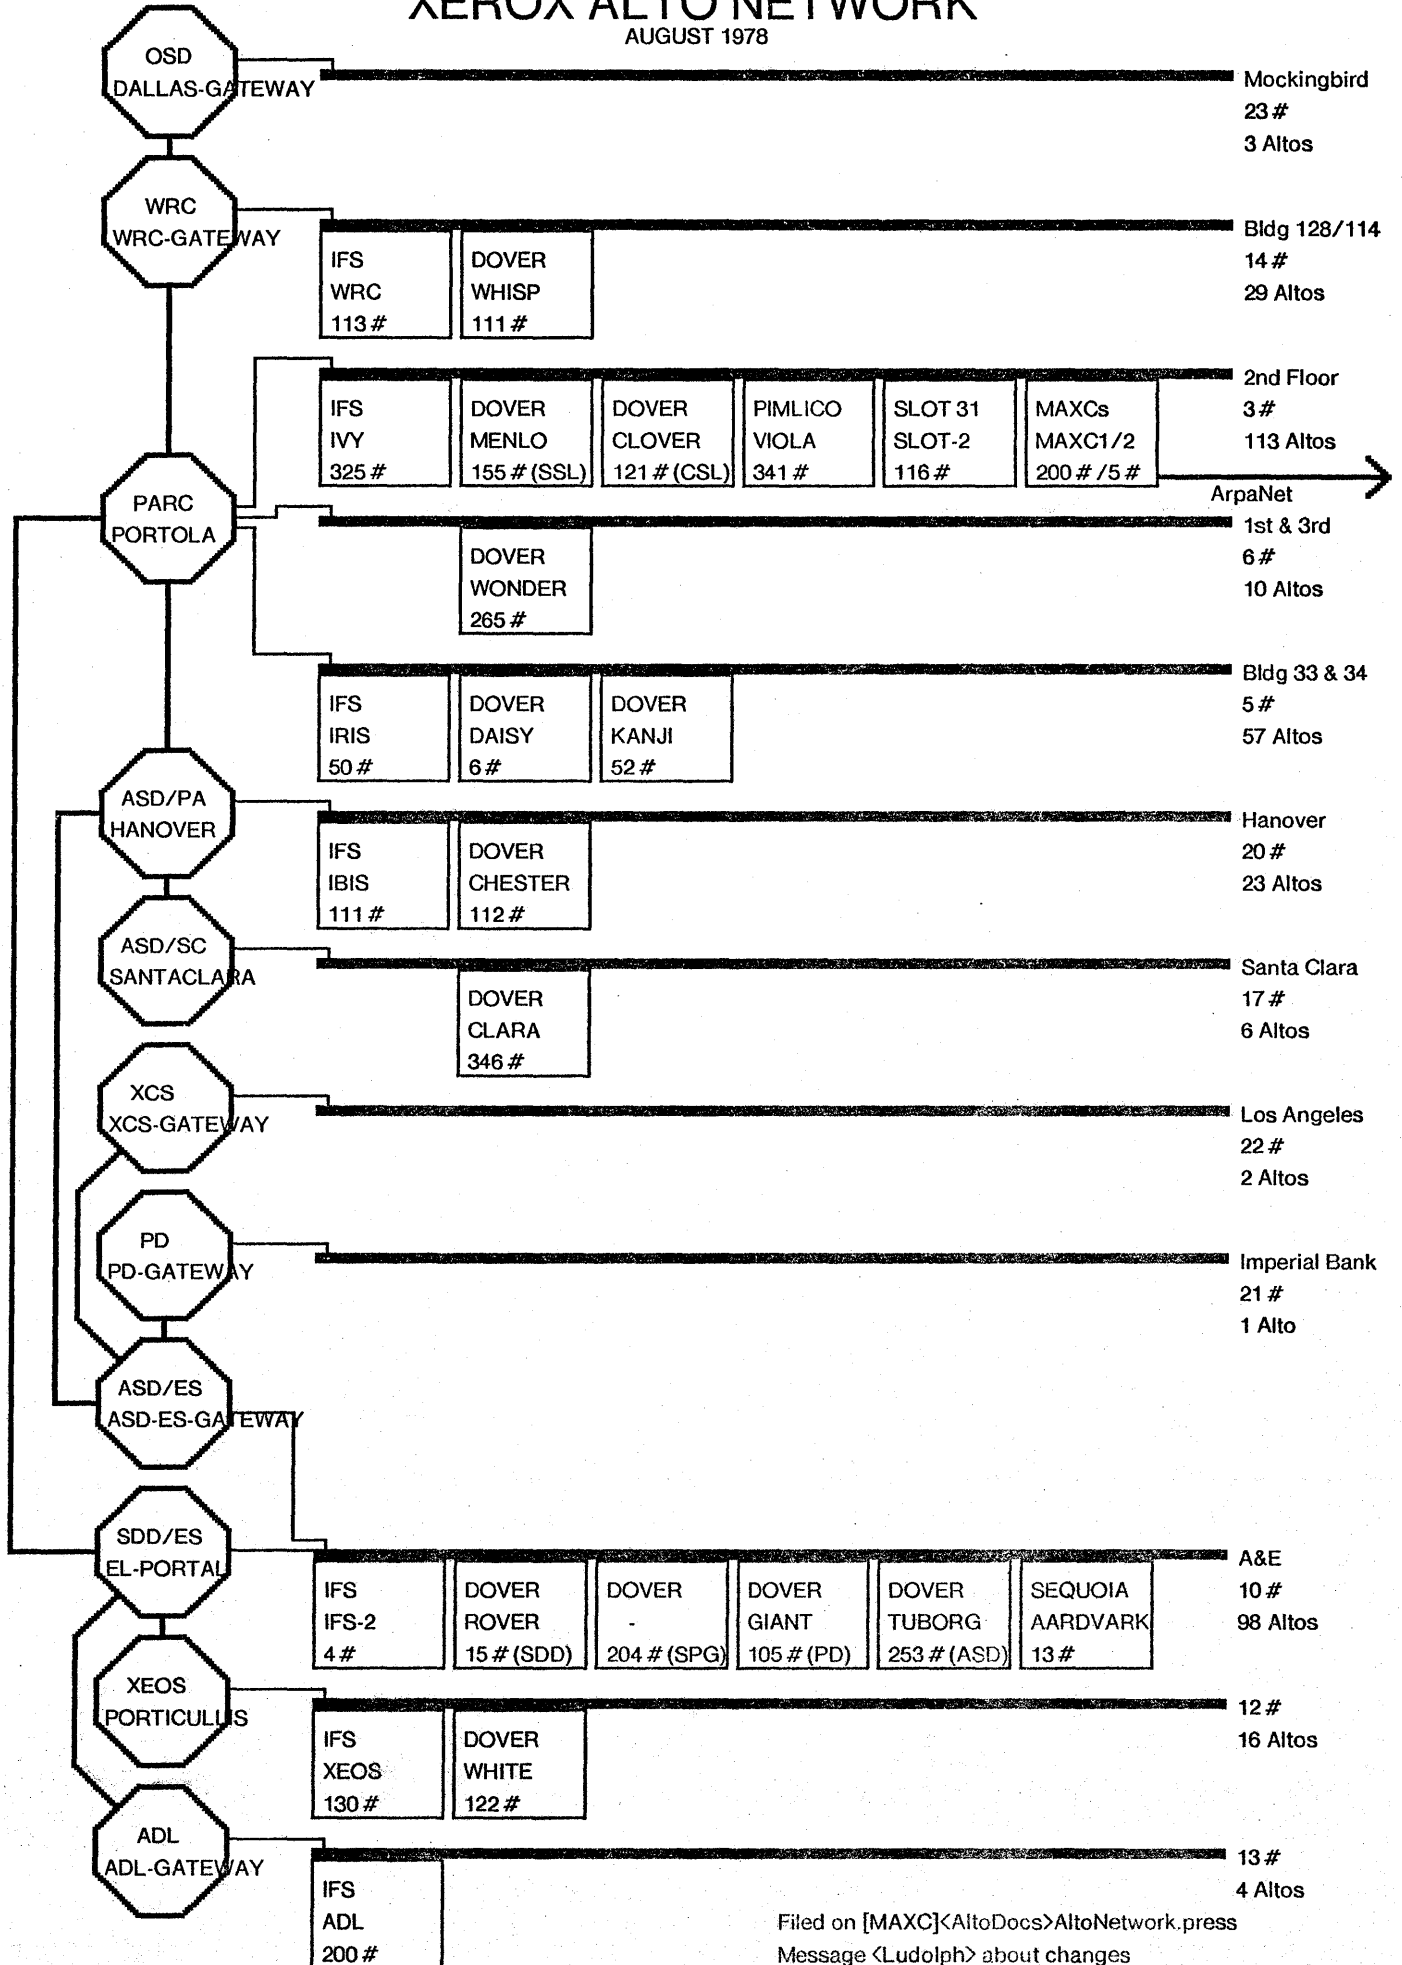 XEROX ALTO NETWORK
AUGUST 1978
OSD
DALLAS-GATEWAY
Mockingbird
23 #
3 Altos
WRC
WRC-GATEWAY
Bldg 128/114
14 #
29 Altos
IFS
WRC
113 #
DOVER
WHISP
111 #
2nd Floor
3 #
113 Altos
IFS
IVY
325 #
DOVER
MENLO
155 # (SSL)
DOVER
CLOVER
121 # (CSL)
PIMLICO
VIOLA
341 #
SLOT 31
SLOT-2
116 #
MAXCs
MAXC1/2
200 # /5 #
ArpaNet
PARC
PORTOLA
1st & 3rd
6 #
10 Altos
DOVER
WONDER
265 #
Bldg 33 & 34
5 #
57 Altos
IFS
IRIS
50 #
DOVER
DAISY
6 #
DOVER
KANJI
52 #
ASD/PA
HANOVER
Hanover
20 #
23 Altos
IFS
IBIS
111 #
DOVER
CHESTER
112 #
ASD/SC
SANTACLARA
Santa Clara
17 #
6 Altos
DOVER
CLARA
346 #
XCS
XCS-GATEWAY
Los Angeles
22 #
2 Altos
PD
PD-GATEWAY
Imperial Bank
21 #
1 Alto
ASD/ES
ASD-ES-GATEWAY
SDD/ES
EL-PORTAL
A&E
10 #
98 Altos
IFS
IFS-2
4 #
DOVER
ROVER
15 # (SDD)
DOVER
-
204 # (SPG)
DOVER
GIANT
105 # (PD)
DOVER
TUBORG
253 # (ASD)
SEQUOIA
AARDVARK
13 #
XEOS
PORTICULLIS
12 #
16 Altos
IFS
XEOS
130 #
DOVER
WHITE
122 #
ADL
ADL-GATEWAY
13 #
4 Altos
IFS
ADL
200 #
Filed on [MAXC]<AltoDocs>AltoNetwork.press
Message <Ludolph> about changes